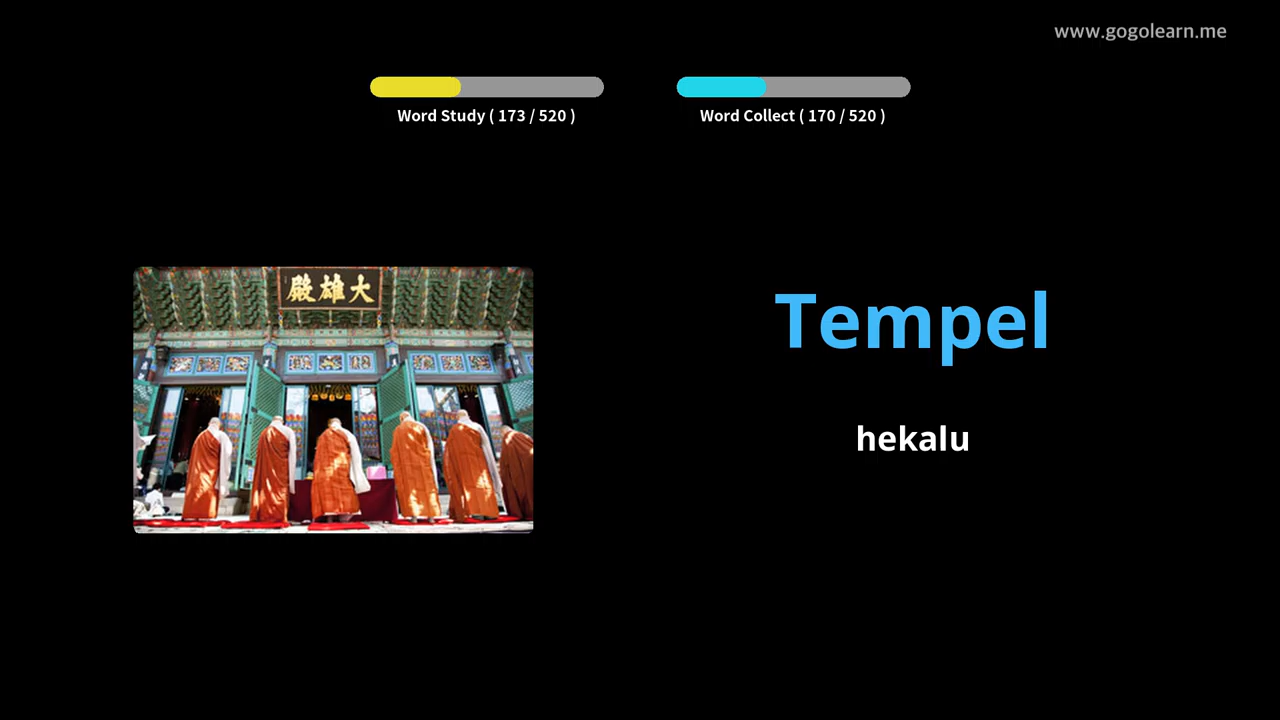 www.gogolearn.me
Word Study ( 173 / 520 )
Word Collect ( 170 / 520 )
殿雄大
Tempel
hekalu